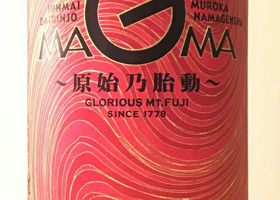 JUNMAI DAIGINJO
MUROKA NAMAGENSHU
MAGMA
～原始乃胎動～
GLORIOUS MT.FUJI
SINCE 1778